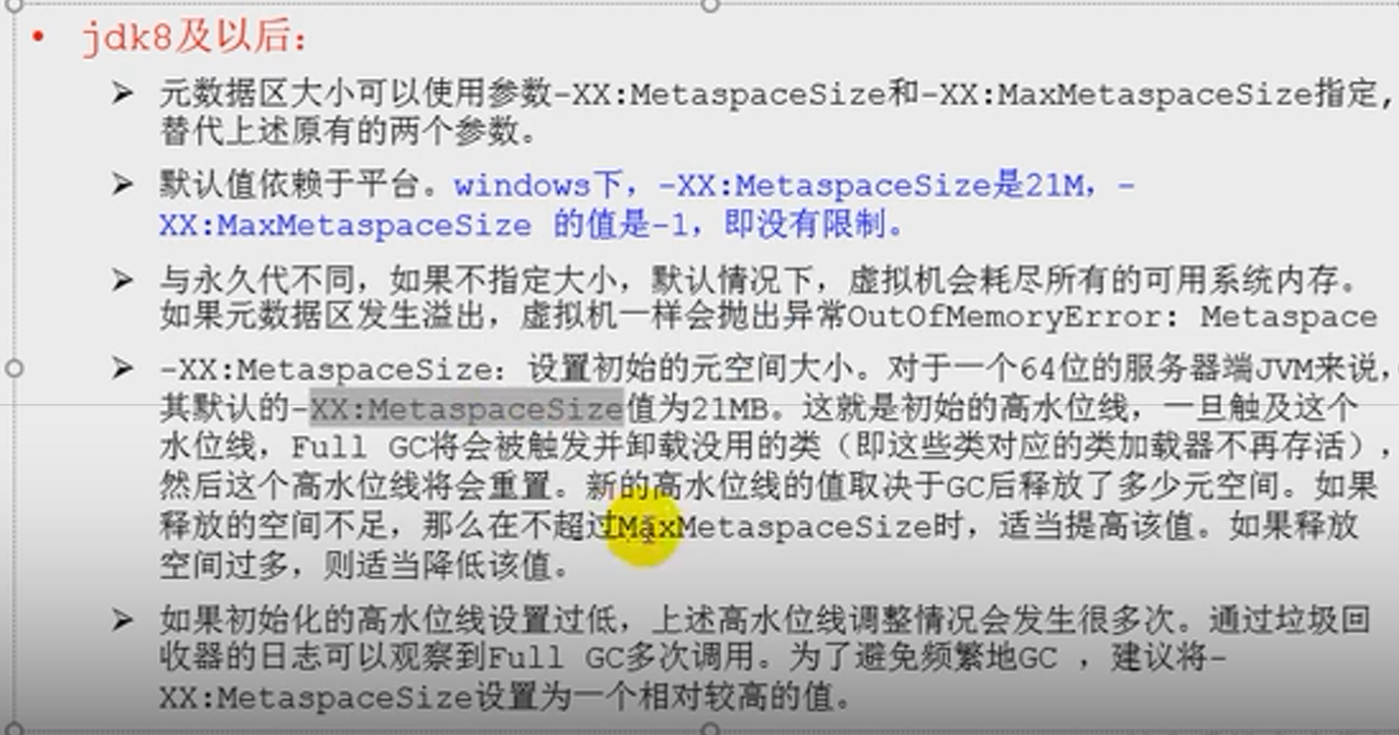 • jdk8及以后：
➢ 元数据区大小可以使用参数-XX:MetaspaceSize和-XX:MaxMetaspaceSize指定,
替代上述原有的两个参数。
➢ 默认值依赖于平台。windows下，-XX:MetaspaceSize是21M，-
XX:MaxMetaspaceSize 的值是-1，即没有限制。
➢ 与永久代不同，如果不指定大小，默认情况下，虚拟机会耗尽所有的可用系统内存。
如果元数据区发生溢出，虚拟机一样会抛出异常OutOfMemoryError: Metaspace
➢ -XX:MetaspaceSize：设置初始的元空间大小。对于一个64位的服务器端JVM来说，
其默认的-XX:MetaspaceSize值为21MB。这就是初始的高水位线，一旦触及这个
水位线，Full GC将会被触发并卸载没用的类（即这些类对应的类加载器不再存活），
然后这个高水位线将会重置。新的高水位线的值取决于GC后释放了多少元空间。如果
释放的空间不足，那么在不超过MaxMetaspaceSize时，适当提高该值。如果释放
空间过多，则适当降低该值。
➢ 如果初始化的高水位线设置过低，上述高水位线调整情况会发生很多次。通过垃圾回
收器的日志可以观察到Full GC多次调用。为了避免频繁地GC ，建议将-
XX:MetaspaceSize设置为一个相对较高的值。